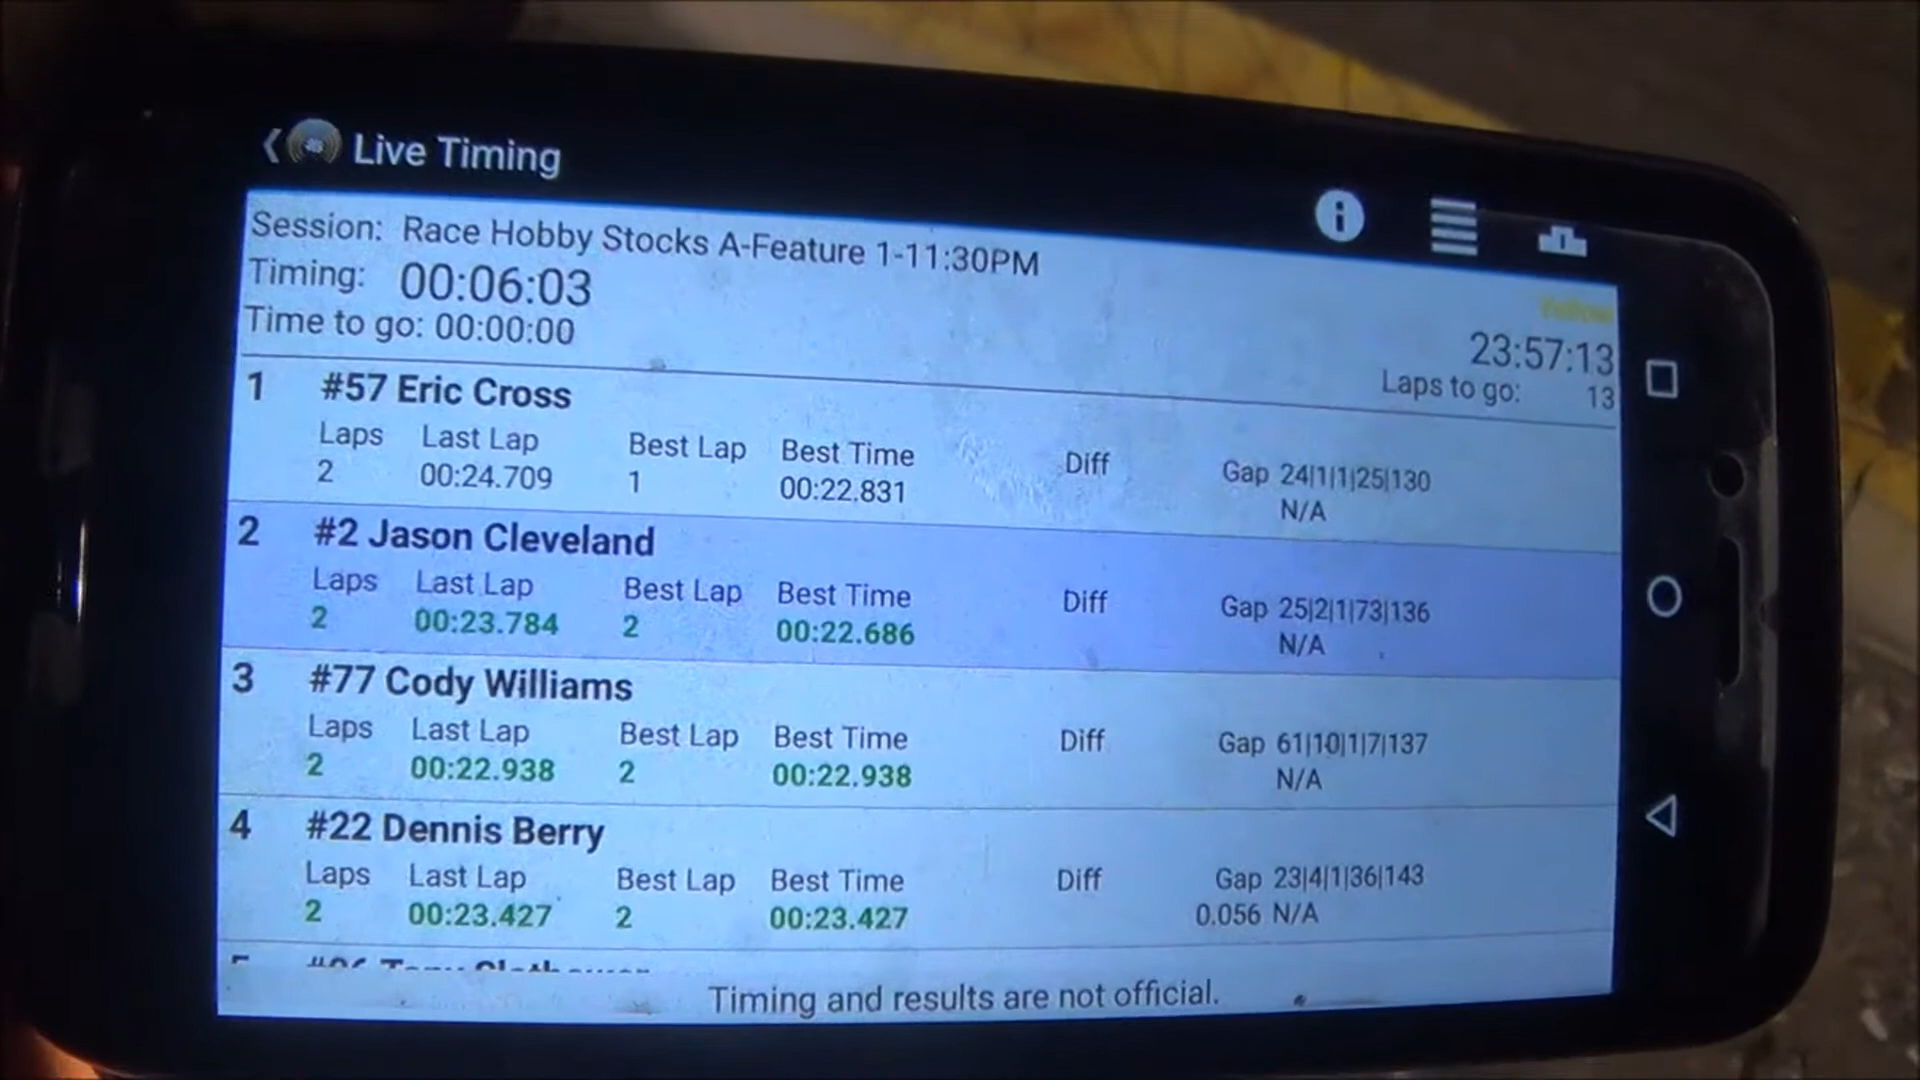 Live Timing
Session: Race Hobby Stocks A-Feature 1-11:30PM
Timing: 00:06:03
Yellow
Time to go: 00:00:00
23:57:13
Laps to go: 13
1 #57 Eric Cross
Laps Last Lap Best Lap Best Time Diff Gap 24|1|1|25|130
2 00:24.709 1 00:22.831 N/A
2 #2 Jason Cleveland
Laps Last Lap Best Lap Best Time Diff Gap 25|2|1|73|136
2 00:23.784 2 00:22.686 N/A
3 #77 Cody Williams
Laps Last Lap Best Lap Best Time Diff Gap 61|10|1|7|137
2 00:22.938 2 00:22.938 N/A
4 #22 Dennis Berry
Laps Last Lap Best Lap Best Time Diff Gap 23|4|1|36|143
2 00:23.427 2 00:23.427 0.056 N/A
Timing and results are not official.